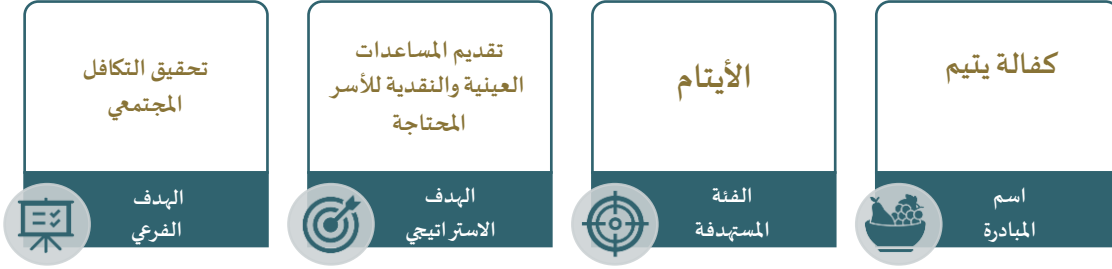 كفالة يتيم
اسم
المبادرة
الأيتام
الفئة
المستهدفة
تقديم المساعدات
العينية والنقدية للأسر
المحتاجة
الهدف
الاستراتيجي
تحقيق التكافل
المجتمعي
الهدف
الفرعي